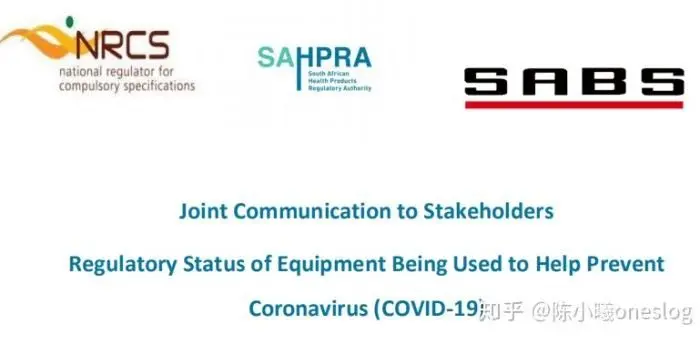 NRCS
national regulator for
compulsory specifications
SAHPRA
South African
Health Products
Regulatory Authority
SABS
Joint Communication to Stakeholders
Regulatory Status of Equipment Being Used to Help Prevent
Coronavirus (COVID-19)
知乎 @陈小曦oneslog